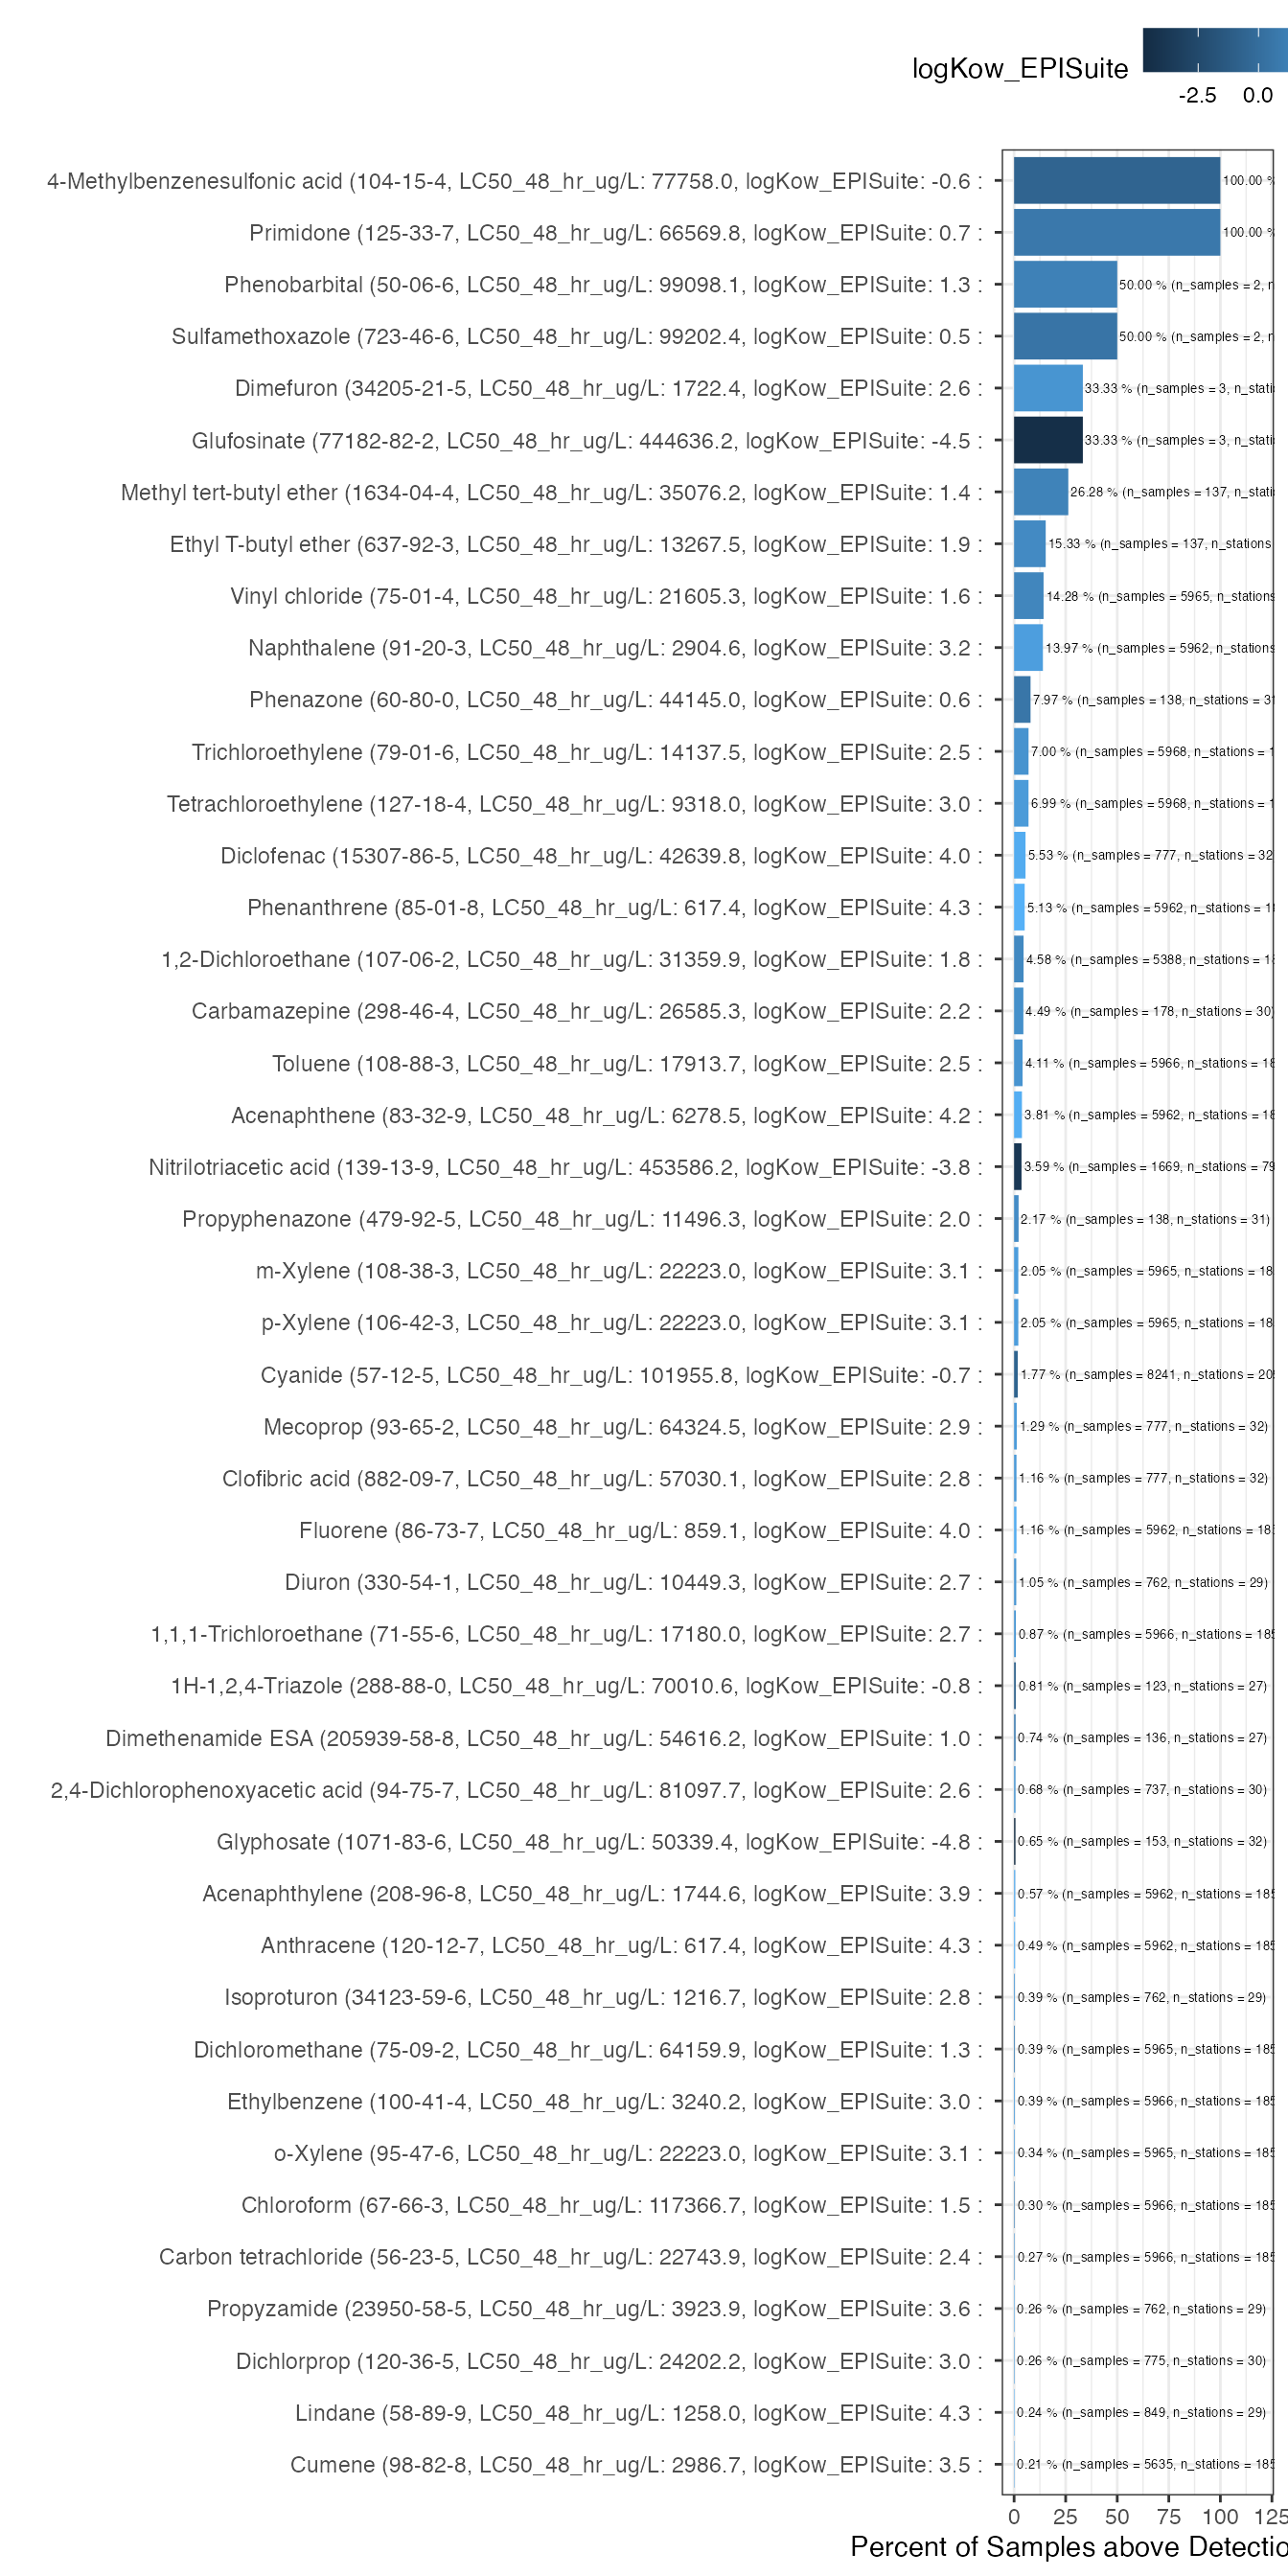 logKow_EPISuite
-2.5 0.0
4-Methylbenzenesulfonic acid (104-15-4, LC50_48_hr_ug/L: 77758.0, logKow_EPISuite: -0.6 : 100.00 %
Primidone (125-33-7, LC50_48_hr_ug/L: 66569.8, logKow_EPISuite: 0.7 : 100.00 %
Phenobarbital (50-06-6, LC50_48_hr_ug/L: 99098.1, logKow_EPISuite: 1.3 : 50.00 % (n_samples = 2, n
Sulfamethoxazole (723-46-6, LC50_48_hr_ug/L: 99202.4, logKow_EPISuite: 0.5 : 50.00 % (n_samples = 2, n
Dimefuron (34205-21-5, LC50_48_hr_ug/L: 1722.4, logKow_EPISuite: 2.6 : 33.33 % (n_samples = 3, n_stati
Glufosinate (77182-82-2, LC50_48_hr_ug/L: 444636.2, logKow_EPISuite: -4.5 : 33.33 % (n_samples = 3, n_stati
Methyl tert-butyl ether (1634-04-4, LC50_48_hr_ug/L: 35076.2, logKow_EPISuite: 1.4 : 26.28 % (n_samples = 137, n_stati
Ethyl T-butyl ether (637-92-3, LC50_48_hr_ug/L: 13267.5, logKow_EPISuite: 1.9 : 15.33 % (n_samples = 137, n_stations
Vinyl chloride (75-01-4, LC50_48_hr_ug/L: 21605.3, logKow_EPISuite: 1.6 : 14.28 % (n_samples = 5965, n_stations
Naphthalene (91-20-3, LC50_48_hr_ug/L: 2904.6, logKow_EPISuite: 3.2 : 13.97 % (n_samples = 5962, n_stations
Phenazone (60-80-0, LC50_48_hr_ug/L: 44145.0, logKow_EPISuite: 0.6 : 7.97 % (n_samples = 138, n_stations = 31
Trichloroethylene (79-01-6, LC50_48_hr_ug/L: 14137.5, logKow_EPISuite: 2.5 : 7.00 % (n_samples = 5968, n_stations = 1
Tetrachloroethylene (127-18-4, LC50_48_hr_ug/L: 9318.0, logKow_EPISuite: 3.0 : 6.99 % (n_samples = 5968, n_stations = 1
Diclofenac (15307-86-5, LC50_48_hr_ug/L: 42639.8, logKow_EPISuite: 4.0 : 5.53 % (n_samples = 777, n_stations = 32
Phenanthrene (85-01-8, LC50_48_hr_ug/L: 617.4, logKow_EPISuite: 4.3 : 5.13 % (n_samples = 5962, n_stations = 18
1,2-Dichloroethane (107-06-2, LC50_48_hr_ug/L: 31359.9, logKow_EPISuite: 1.8 : 4.58 % (n_samples = 5388, n_stations = 18
Carbamazepine (298-46-4, LC50_48_hr_ug/L: 26585.3, logKow_EPISuite: 2.2 : 4.49 % (n_samples = 178, n_stations = 30)
Toluene (108-88-3, LC50_48_hr_ug/L: 17913.7, logKow_EPISuite: 2.5 : 4.11 % (n_samples = 5966, n_stations = 18
Acenaphthene (83-32-9, LC50_48_hr_ug/L: 6278.5, logKow_EPISuite: 4.2 : 3.81 % (n_samples = 5962, n_stations = 18
Nitrilotriacetic acid (139-13-9, LC50_48_hr_ug/L: 453586.2, logKow_EPISuite: -3.8 : 3.59 % (n_samples = 1669, n_stations = 79
Propyphenazone (479-92-5, LC50_48_hr_ug/L: 11496.3, logKow_EPISuite: 2.0 : 2.17 % (n_samples = 138, n_stations = 31)
m-Xylene (108-38-3, LC50_48_hr_ug/L: 22223.0, logKow_EPISuite: 3.1 : 2.05 % (n_samples = 5965, n_stations = 18
p-Xylene (106-42-3, LC50_48_hr_ug/L: 22223.0, logKow_EPISuite: 3.1 : 2.05 % (n_samples = 5965, n_stations = 18
Cyanide (57-12-5, LC50_48_hr_ug/L: 101955.8, logKow_EPISuite: -0.7 : 1.77 % (n_samples = 8241, n_stations = 20
Mecoprop (93-65-2, LC50_48_hr_ug/L: 64324.5, logKow_EPISuite: 2.9 : 1.29 % (n_samples = 777, n_stations = 32)
Clofibric acid (882-09-7, LC50_48_hr_ug/L: 57030.1, logKow_EPISuite: 2.8 : 1.16 % (n_samples = 777, n_stations = 32)
Fluorene (86-73-7, LC50_48_hr_ug/L: 859.1, logKow_EPISuite: 4.0 : 1.16 % (n_samples = 5962, n_stations = 18
Diuron (330-54-1, LC50_48_hr_ug/L: 10449.3, logKow_EPISuite: 2.7 : 1.05 % (n_samples = 762, n_stations = 29)
1,1,1-Trichloroethane (71-55-6, LC50_48_hr_ug/L: 17180.0, logKow_EPISuite: 2.7 : 0.87 % (n_samples = 5966, n_stations = 185
1H-1,2,4-Triazole (288-88-0, LC50_48_hr_ug/L: 70010.6, logKow_EPISuite: -0.8 : 0.81 % (n_samples = 123, n_stations = 27)
Dimethenamide ESA (205939-58-8, LC50_48_hr_ug/L: 54616.2, logKow_EPISuite: 1.0 : 0.74 % (n_samples = 136, n_stations = 27)
2,4-Dichlorophenoxyacetic acid (94-75-7, LC50_48_hr_ug/L: 81097.7, logKow_EPISuite: 2.6 : 0.68 % (n_samples = 737, n_stations = 30)
Glyphosate (1071-83-6, LC50_48_hr_ug/L: 50339.4, logKow_EPISuite: -4.8 : 0.65 % (n_samples = 153, n_stations = 32)
Acenaphthylene (208-96-8, LC50_48_hr_ug/L: 1744.6, logKow_EPISuite: 3.9 : 0.57 % (n_samples = 5962, n_stations = 185
Anthracene (120-12-7, LC50_48_hr_ug/L: 617.4, logKow_EPISuite: 4.3 : 0.49 % (n_samples = 5962, n_stations = 185
Isoproturon (34123-59-6, LC50_48_hr_ug/L: 1216.7, logKow_EPISuite: 2.8 : 0.39 % (n_samples = 762, n_stations = 29)
Dichloromethane (75-09-2, LC50_48_hr_ug/L: 64159.9, logKow_EPISuite: 1.3 : 0.39 % (n_samples = 5965, n_stations = 185
Ethylbenzene (100-41-4, LC50_48_hr_ug/L: 3240.2, logKow_EPISuite: 3.0 : 0.39 % (n_samples = 5966, n_stations = 185
o-Xylene (95-47-6, LC50_48_hr_ug/L: 22223.0, logKow_EPISuite: 3.1 : 0.34 % (n_samples = 5965, n_stations = 185
Chloroform (67-66-3, LC50_48_hr_ug/L: 117366.7, logKow_EPISuite: 1.5 : 0.30 % (n_samples = 5966, n_stations = 185
Carbon tetrachloride (56-23-5, LC50_48_hr_ug/L: 22743.9, logKow_EPISuite: 2.4 : 0.27 % (n_samples = 5966, n_stations = 185
Propyzamide (23950-58-5, LC50_48_hr_ug/L: 3923.9, logKow_EPISuite: 3.6 : 0.26 % (n_samples = 762, n_stations = 29)
Dichlorprop (120-36-5, LC50_48_hr_ug/L: 24202.2, logKow_EPISuite: 3.0 : 0.26 % (n_samples = 775, n_stations = 30)
Lindane (58-89-9, LC50_48_hr_ug/L: 1258.0, logKow_EPISuite: 4.3 : 0.24 % (n_samples = 849, n_stations = 29)
Cumene (98-82-8, LC50_48_hr_ug/L: 2986.7, logKow_EPISuite: 3.5 : 0.21 % (n_samples = 5635, n_stations = 185
0 25 50 75 100 125
Percent of Samples above Detectio